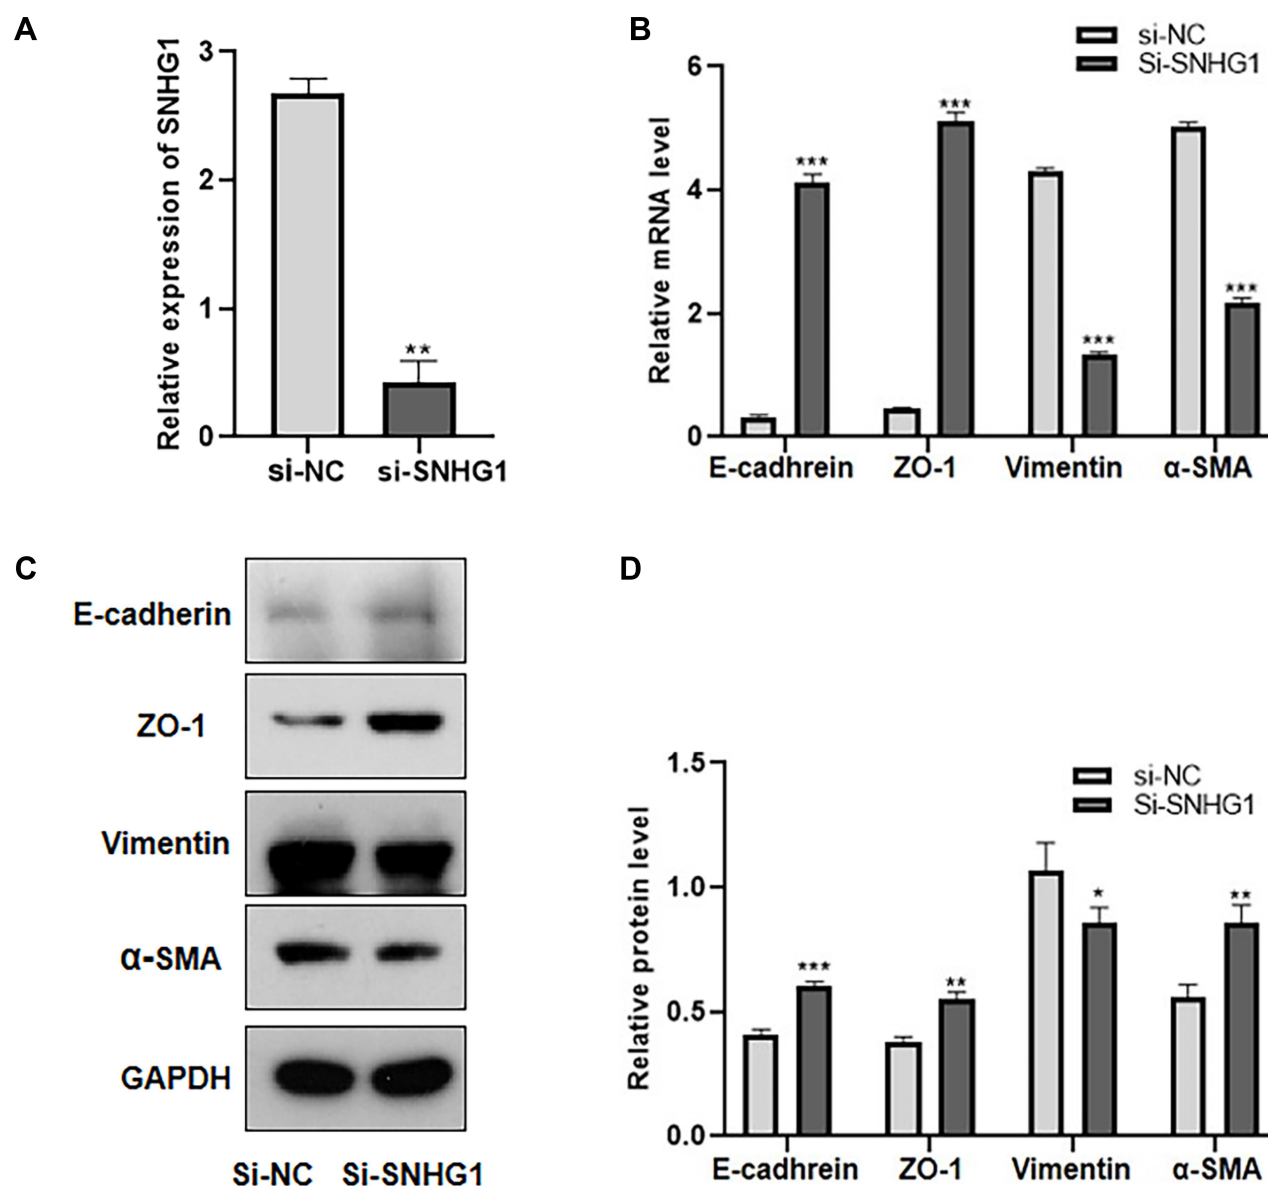 A
Relative expression of SNHG1
3
2
1
0
**
si-NC
si-SNHG1
B
si-NC
Si-SNHG1
Relative mRNA level
6
4
2
0
***
***
***
***
E-cadhrein
ZO-1
Vimentin
α-SMA
C
E-cadherin
ZO-1
Vimentin
α-SMA
GAPDH
Si-NC
Si-SNHG1
D
si-NC
Si-SNHG1
Relative protein level
1.5
1.0
0.5
0.0
***
**
*
**
E-cadhrein
ZO-1
Vimentin
α-SMA